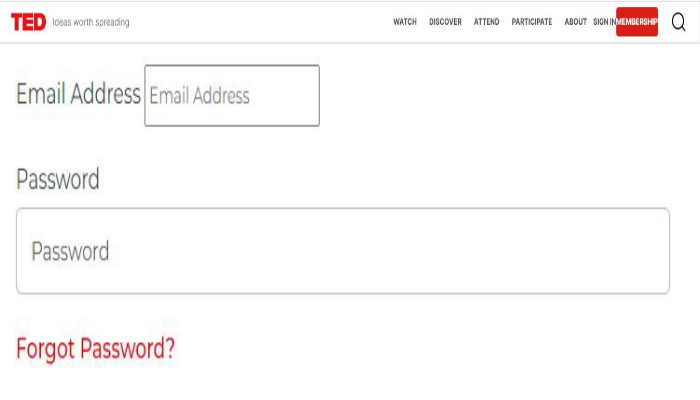 TED Ideas worth spreading WATCH DISCOVER ATTEND PARTICIPATE ABOUT SIGN IN MEMBERSHIP
Email Address Email Address
Password
Password
Forgot Password?